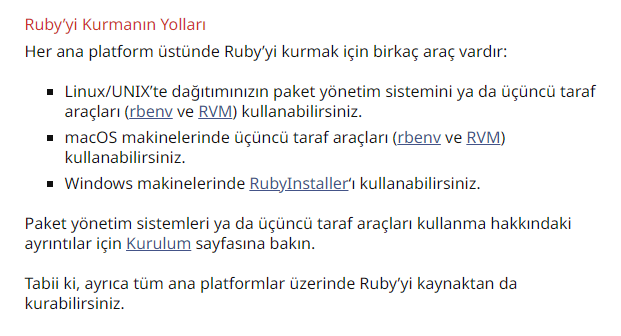 Ruby’yi Kurmanın Yolları
Her ana platform üstünde Ruby’yi kurmak için birkaç araç vardır:
Linux/UNIX’te dağıtımınızın paket yönetim sistemini ya da üçüncü taraf
araçları (rbenv ve RVM) kullanabilirsiniz.
macOS makinelerinde üçüncü taraf araçları (rbenv ve RVM)
kullanabilirsiniz.
Windows makinelerinde RubyInstaller‘ı kullanabilirsiniz.
Paket yönetim sistemleri ya da üçüncü taraf araçları kullanma hakkındaki
ayrıntılar için Kurulum sayfasına bakın.
Tabii ki, ayrıca tüm ana platformlar üzerinde Ruby’yi kaynaktan da
kurabilirsiniz.